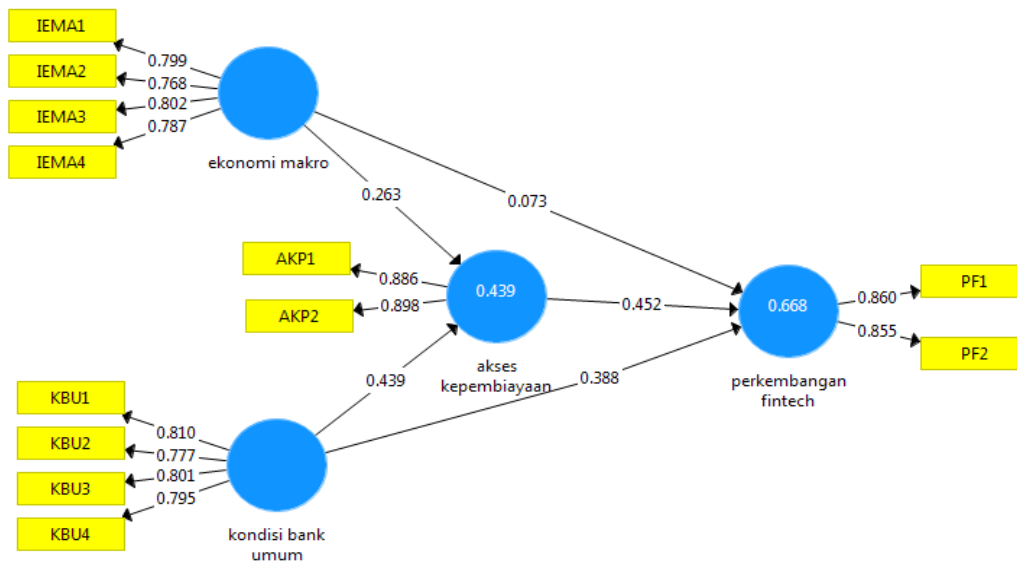 IEMA1
IEMA2
IEMA3
IEMA4
0.799
0.768
0.802
0.787
ekonomi makro
0.263
0.073
AKP1
AKP2
0.886
0.898
0.439
akses
kepembiayaan
0.452
0.668
perkembangan
fintech
0.860
0.855
PF1
PF2
0.439
0.388
KBU1
KBU2
KBU3
KBU4
0.810
0.777
0.801
0.795
kondisi bank
umum